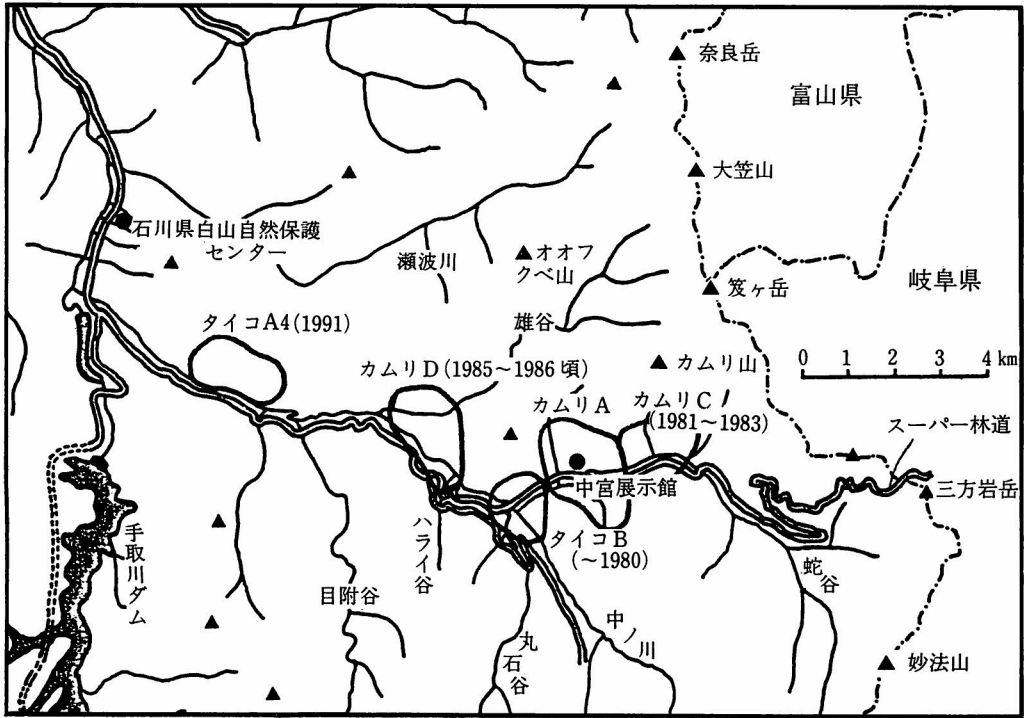 奈良岳
富山県
大笠山
石川県白山自然保護
センター
瀬波川
オオフ
クベ山
笈ヶ岳
岐阜県
タイコA4(1991)
雄谷
カムリD(1985～1986頃)
カムリ山
0 1 2 3 4 km
カムリA
カムリC
(1981～1983)
スーパー林道
中宮展示館
三方岩岳
タイコB
(～1980)
手取川ダム
ハライ谷
目附谷
蛇谷
中ノ川
丸石谷
妙法山